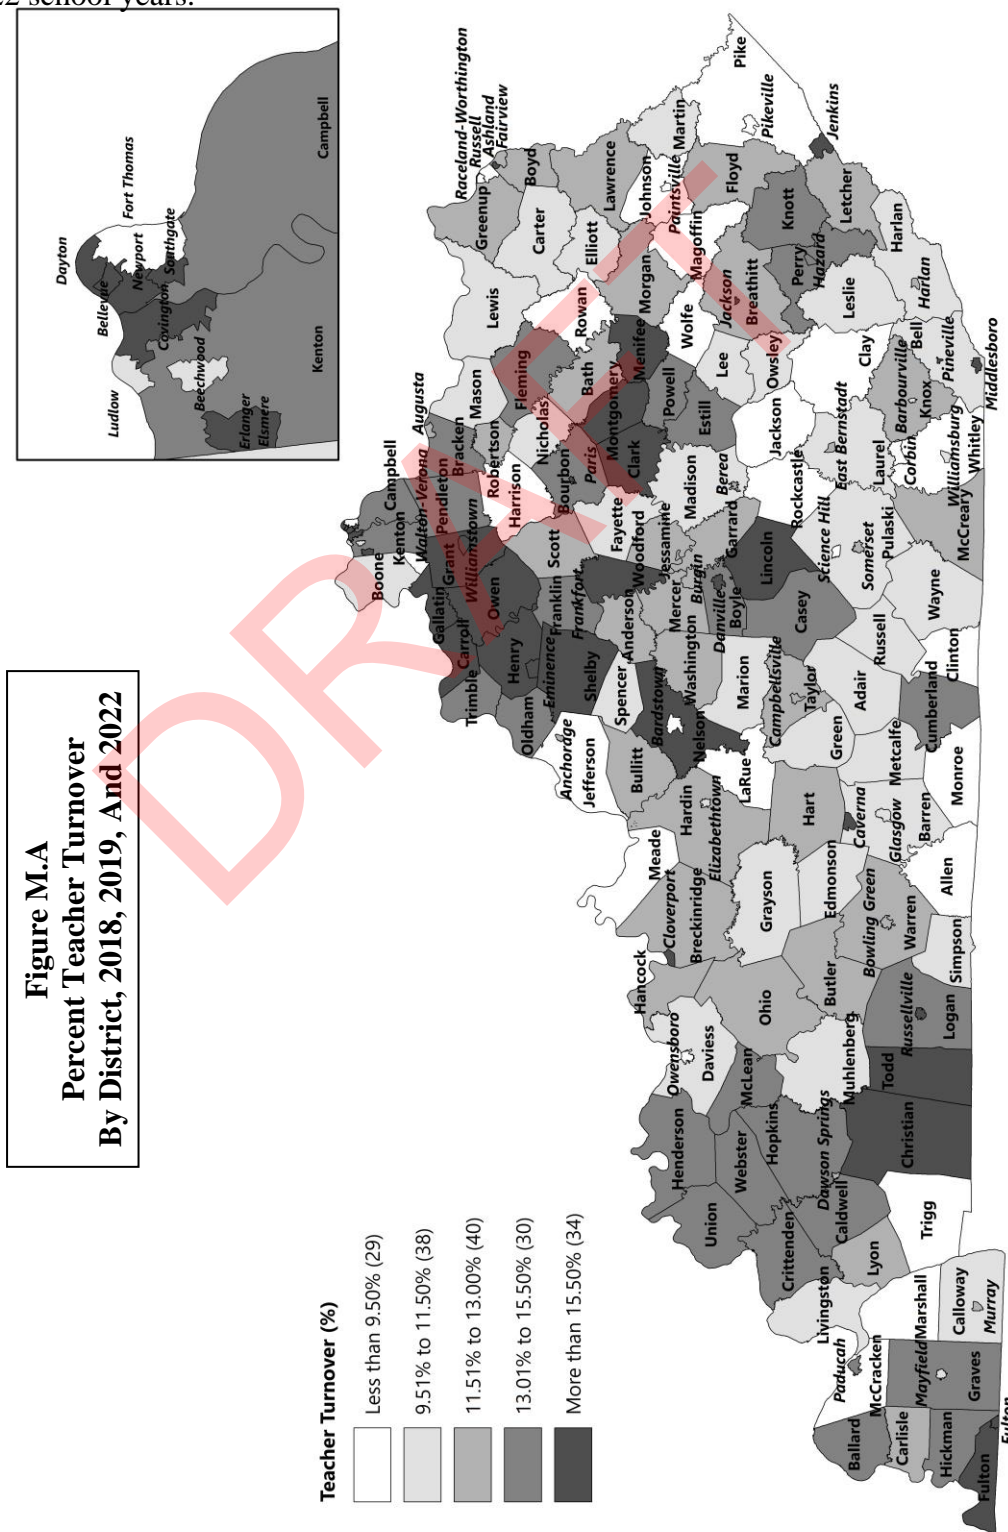 22 school years.
Figure M.A
Percent Teacher Turnover
By District, 2018, 2019, And 2022
Teacher Turnover (%)
Less than 9.50% (29)
9.51% to 11.50% (38)
11.51% to 13.00% (40)
13.01% to 15.50% (30)
More than 15.50% (34)
DRAFT
Dayton
Fort Thomas
Bellevue
Newport
Southgate
Ludlow
Covington
Beechwood
Erlanger
Elsmere
Kenton
Campbell
Raceland-Worthington
Russell
Ashland
Fairview
Greenup
Boyd
Carter
Lawrence
Elliott
Lewis
Rowan
Morgan
Johnson
Martin
Paintsville
Magoffin
Floyd
Pike
Pikeville
Jenkins
Knott
Letcher
Perry
Hazard
Breathitt
Jackson
Wolfe
Menifee
Lee
Owsley
Leslie
Harlan
Harlan
Clay
Bell
Pineville
Middlesboro
Barbourville
Knox
Corbin
Williamsburg
Whitley
Laurel
East Bernstadt
Jackson
Rockcastle
Estill
Powell
Bath
Montgomery
Clark
Fleming
Mason
Nicholas
Robertson
Augusta
Bracken
Harrison
Bourbon
Paris
Campbell
Kenton
Walton-Verona
Pendleton
Boone
Grant
Williamstown
Gallatin
Carroll
Owen
Trimble
Henry
Eminence
Oldham
Shelby
Franklin
Frankfort
Scott
Fayette
Woodford
Jessamine
Madison
Berea
Garrard
Lincoln
Mercer
Burgin
Danville
Boyle
Anderson
Washington
Spencer
Anchorage
Jefferson
Bullitt
Bardstown
Nelson
Marion
LaRue
Campbellsville
Taylor
Casey
Science Hill
Somerset
Pulaski
McCreary
Wayne
Russell
Adair
Green
Cumberland
Clinton
Metcalfe
Monroe
Barren
Glasgow
Caverna
Hart
Hardin
Elizabethtown
Meade
Cloverport
Breckinridge
Grayson
Edmonson
Bowling Green
Warren
Allen
Simpson
Butler
Ohio
Hancock
Owensboro
Daviess
McLean
Muhlenberg
Russellville
Logan
Todd
Christian
Dawson Springs
Hopkins
Henderson
Webster
Union
Crittenden
Caldwell
Lyon
Trigg
Livingston
Marshall
Calloway
Murray
Paducah
McCracken
Mayfield
Graves
Ballard
Carlisle
Hickman
Fulton
Fulton